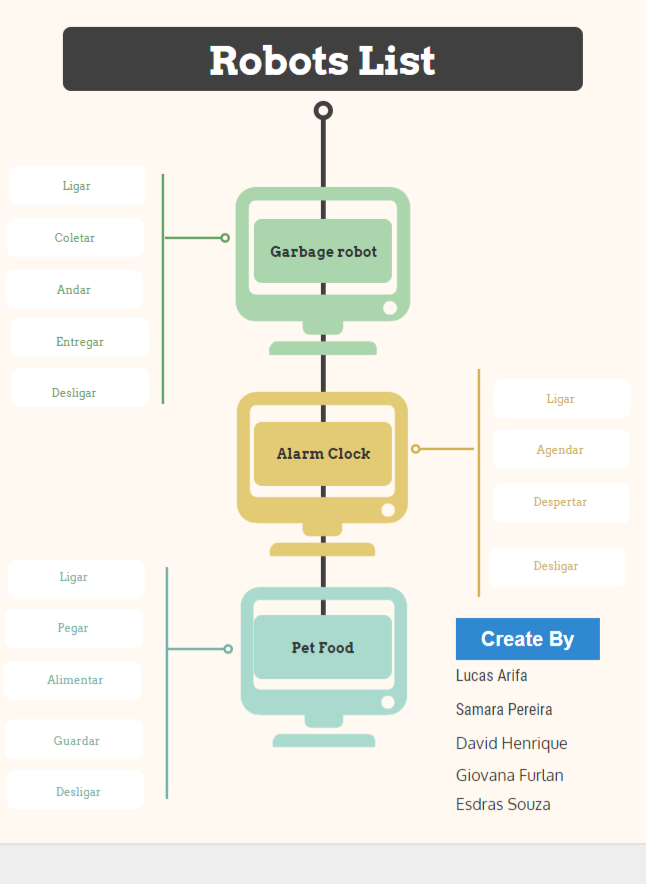 Robots List
Ligar
Coletar
Andar
Entregar
Desligar
Garbage robot
Alarm Clock
Ligar
Agendar
Despertar
Desligar
Ligar
Pegar
Alimentar
Guardar
Desligar
Pet Food
Create By
Lucas Arifa
Samara Pereira
David Henrique
Giovana Furlan
Esdras Souza